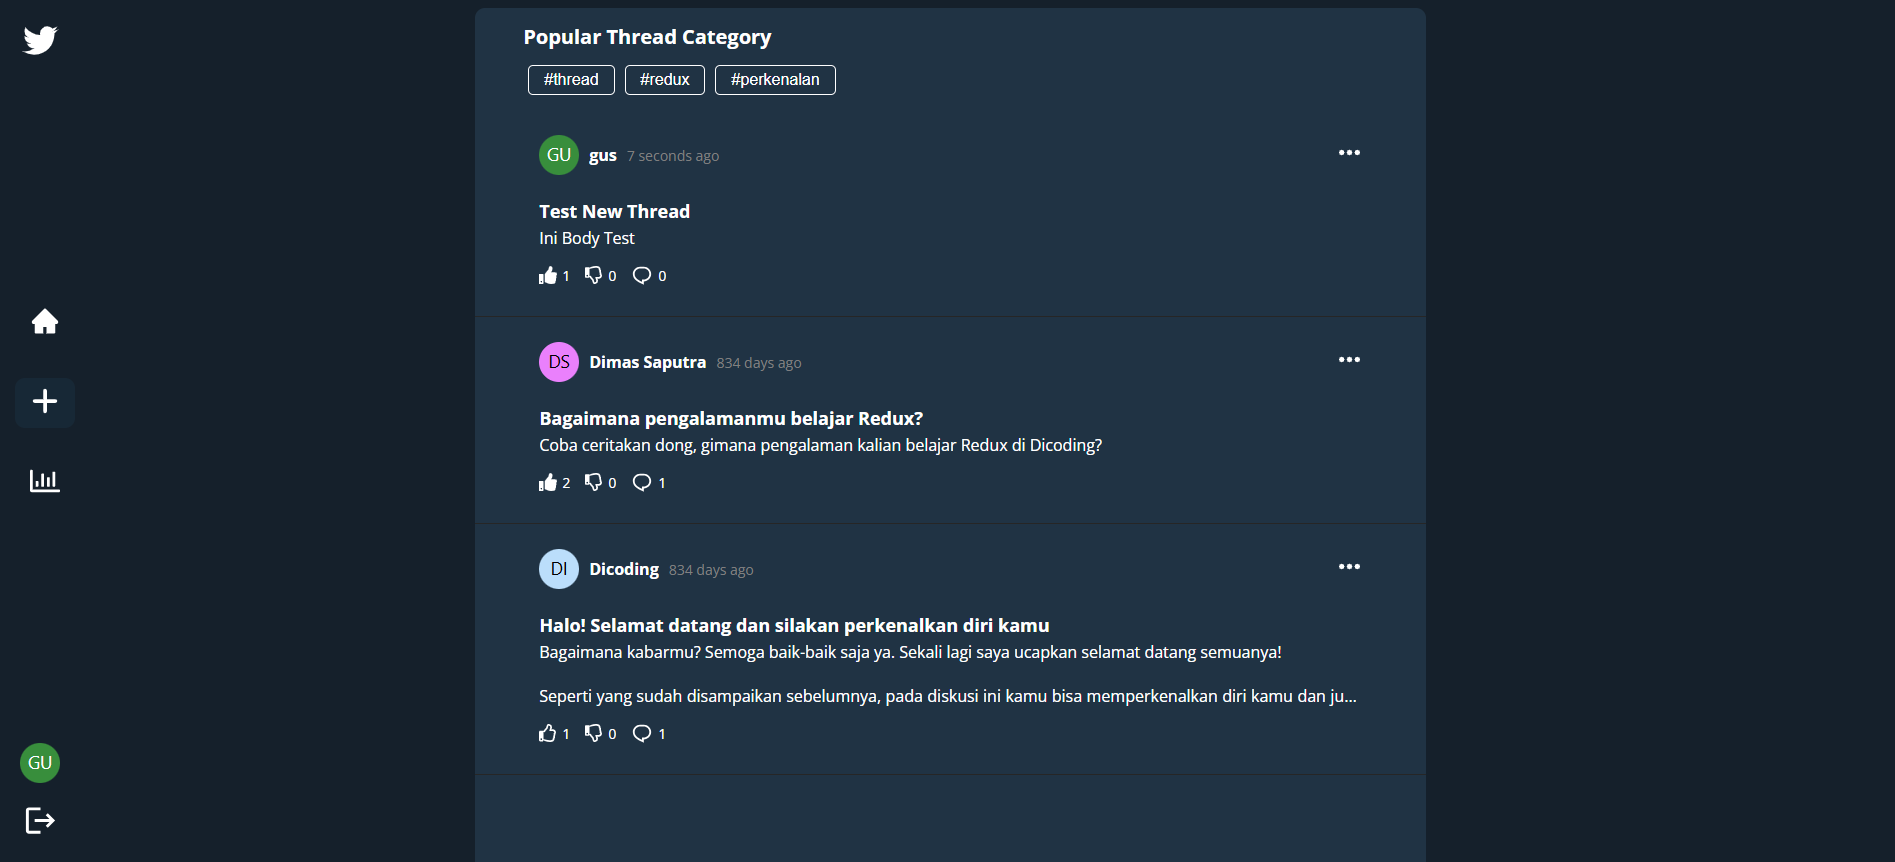 Popular Thread Category
#thread #redux #perkenalan
GU gus 7 seconds ago
Test New Thread
Ini Body Test
1 0 0
DS Dimas Saputra 834 days ago
Bagaimana pengalamanmu belajar Redux?
Coba ceritakan dong, gimana pengalaman kalian belajar Redux di Dicoding?
2 0 1
DI Dicoding 834 days ago
Halo! Selamat datang dan silakan perkenalkan diri kamu
Bagaimana kabarmu? Semoga baik-baik saja ya. Sekali lagi saya ucapkan selamat datang semuanya!
Seperti yang sudah disampaikan sebelumnya, pada diskusi ini kamu bisa memperkenalkan diri kamu dan ju...
1 0 1
GU